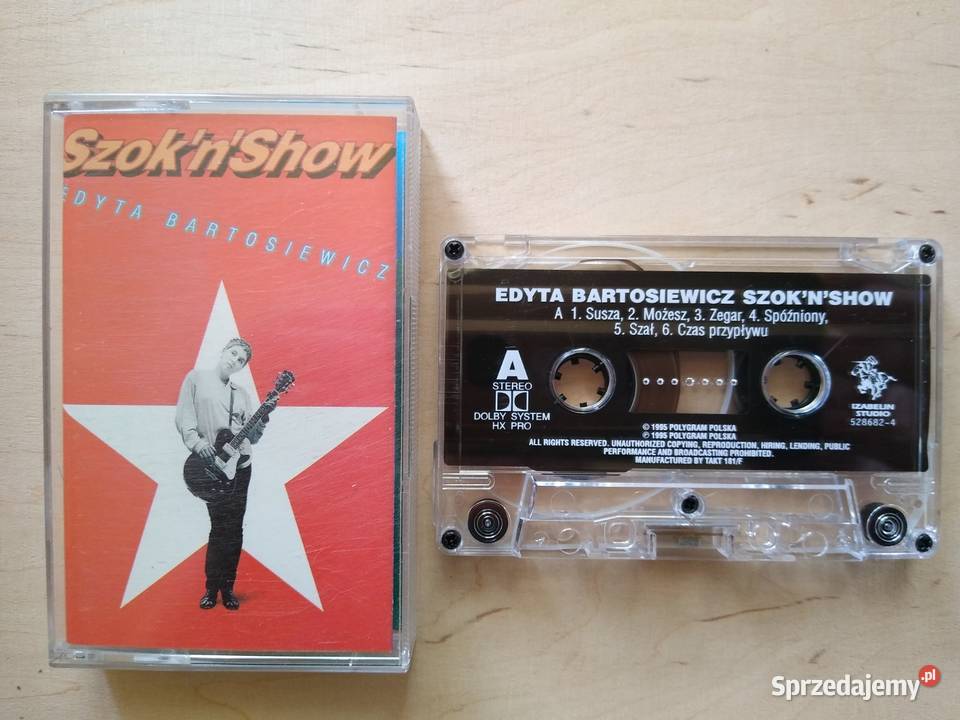 Szok'n'Show
EDYTA BARTOSIEWICZ
EDYTA BARTOSIEWICZ SZOK'N'SHOW
A 1. Susza, 2. Możesz, 3. Zegar, 4. Spóźniony,
5. Szał, 6. Czas przypływu
A
STEREO
DOLBY SYSTEM
HX PRO
IZABELIN
STUDIO
528682-4
© 1995 POLYGRAM POLSKA
℗ 1995 POLYGRAM POLSKA
ALL RIGHTS RESERVED. UNAUTHORIZED COPYING, REPRODUCTION, HIRING, LENDING, PUBLIC
PERFORMANCE AND BROADCASTING PROHIBITED.
MANUFACTURED BY TAKT 181/F
Sprzedajemy.pl